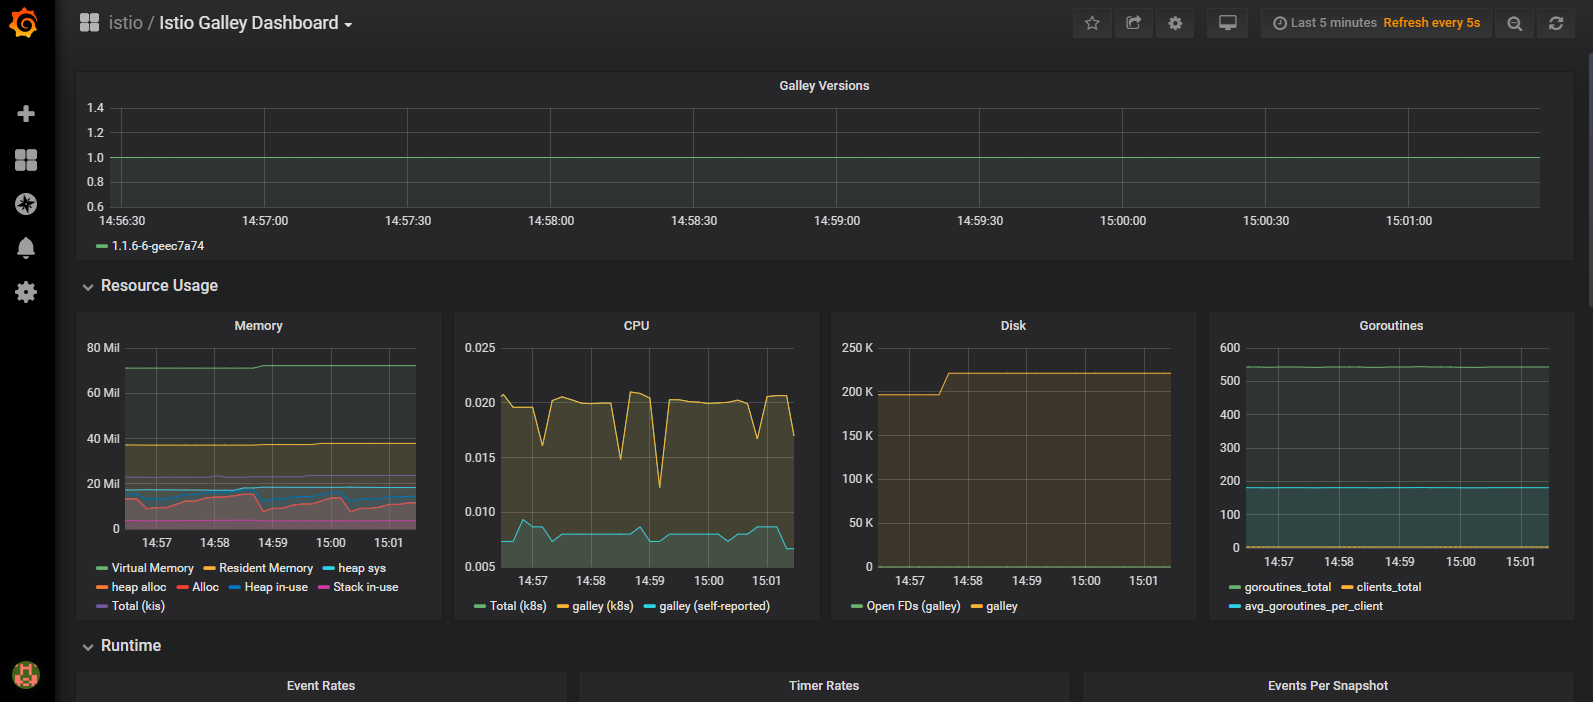 istio / Istio Galley Dashboard
Last 5 minutes Refresh every 5s
Galley Versions
1.4
1.2
1.0
0.8
0.6
14:56:30 14:57:00 14:57:30 14:58:00 14:58:30 14:59:00 14:59:30 15:00:00 15:00:30 15:01:00
1.1.6-6-geec7a74
Resource Usage
Memory
80 Mil
60 Mil
40 Mil
20 Mil
0
14:57 14:58 14:59 15:00 15:01
Virtual Memory Resident Memory heap sys
heap alloc Alloc Heap in-use Stack in-use
Total (kis)
CPU
0.025
0.020
0.015
0.010
0.005
14:57 14:58 14:59 15:00 15:01
Total (k8s) galley (k8s) galley (self-reported)
Disk
250 K
200 K
150 K
100 K
50 K
0
14:57 14:58 14:59 15:00 15:01
Open FDs (galley) galley
Goroutines
600
500
400
300
200
100
0
14:57 14:58 14:59 15:00 15:01
goroutines_total clients_total
avg_goroutines_per_client
Runtime
Event Rates
Timer Rates
Events Per Snapshot